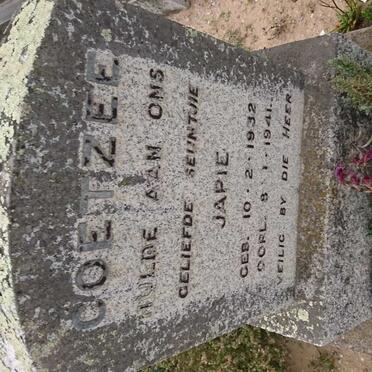 COETZEE
HULDE AAN ONS
GELIEFDE SEUNTJIE
JAPIE
GEB. 10·2·1932
OORL. 8·1·1941.
VEILIG BY DIE HEER